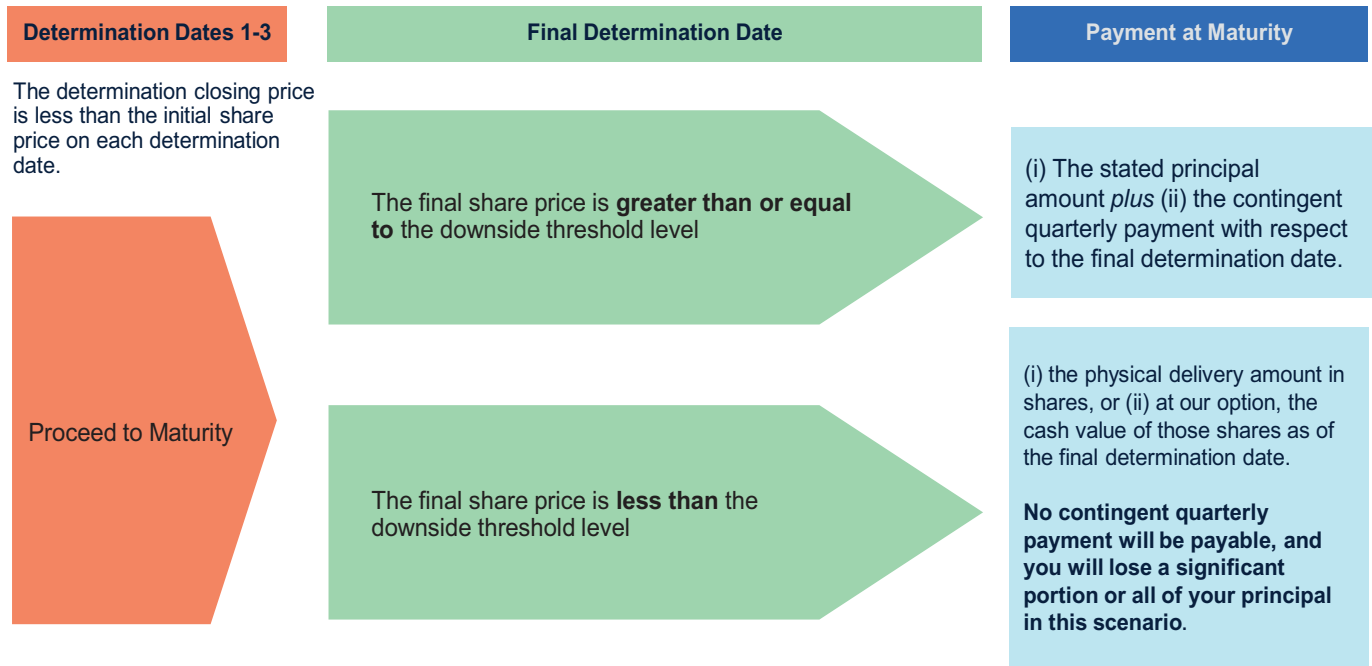 Determination Dates 1-3
Final Determination Date
Payment at Maturity
The determination closing price
is less than the initial share
price on each determination
date.
Proceed to Maturity
The final share price is greater than or equal
to the downside threshold level
(i) The stated principal
amount plus (ii) the contingent
quarterly payment with respect
to the final determination date.
The final share price is less than the
downside threshold level
(i) the physical delivery amount in
shares, or (ii) at our option, the
cash value of those shares as of
the final determination date.
No contingent quarterly
payment will be payable, and
you will lose a significant
portion or all of your principal
in this scenario.